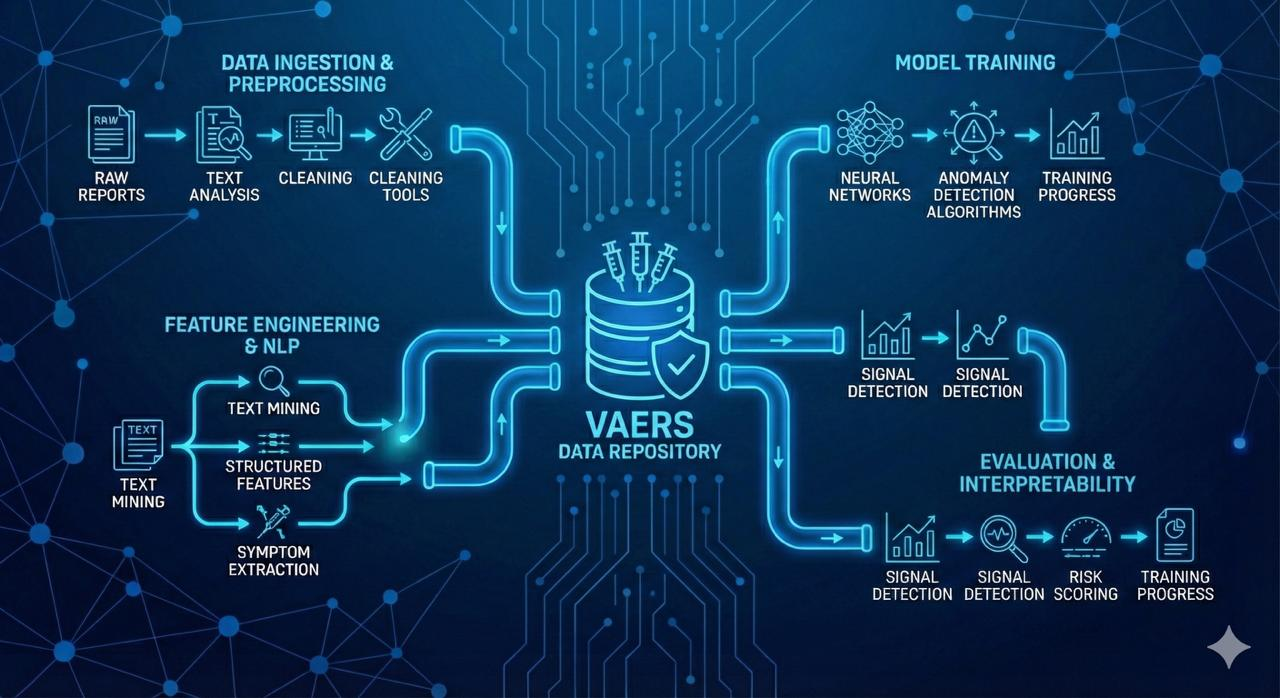 DATA INGESTION &
PREPROCESSING
RAW
RAW
REPORTS
T
TEXT
ANALYSIS
CLEANING
CLEANING
TOOLS
FEATURE ENGINEERING
& NLP
TEXT
TEXT
MINING
TEXT MINING
STRUCTURED
FEATURES
SYMPTOM
EXTRACTION
VAERS
DATA REPOSITORY
MODEL TRAINING
NEURAL
NETWORKS
ANOMALY
DETECTION
ALGORITHMS
TRAINING
PROGRESS
SIGNAL
DETECTION
SIGNAL
DETECTION
EVALUATION &
INTERPRETABILITY
SIGNAL
DETECTION
SIGNAL
DETECTION
RISK
SCORING
TRAINING
PROGRESS